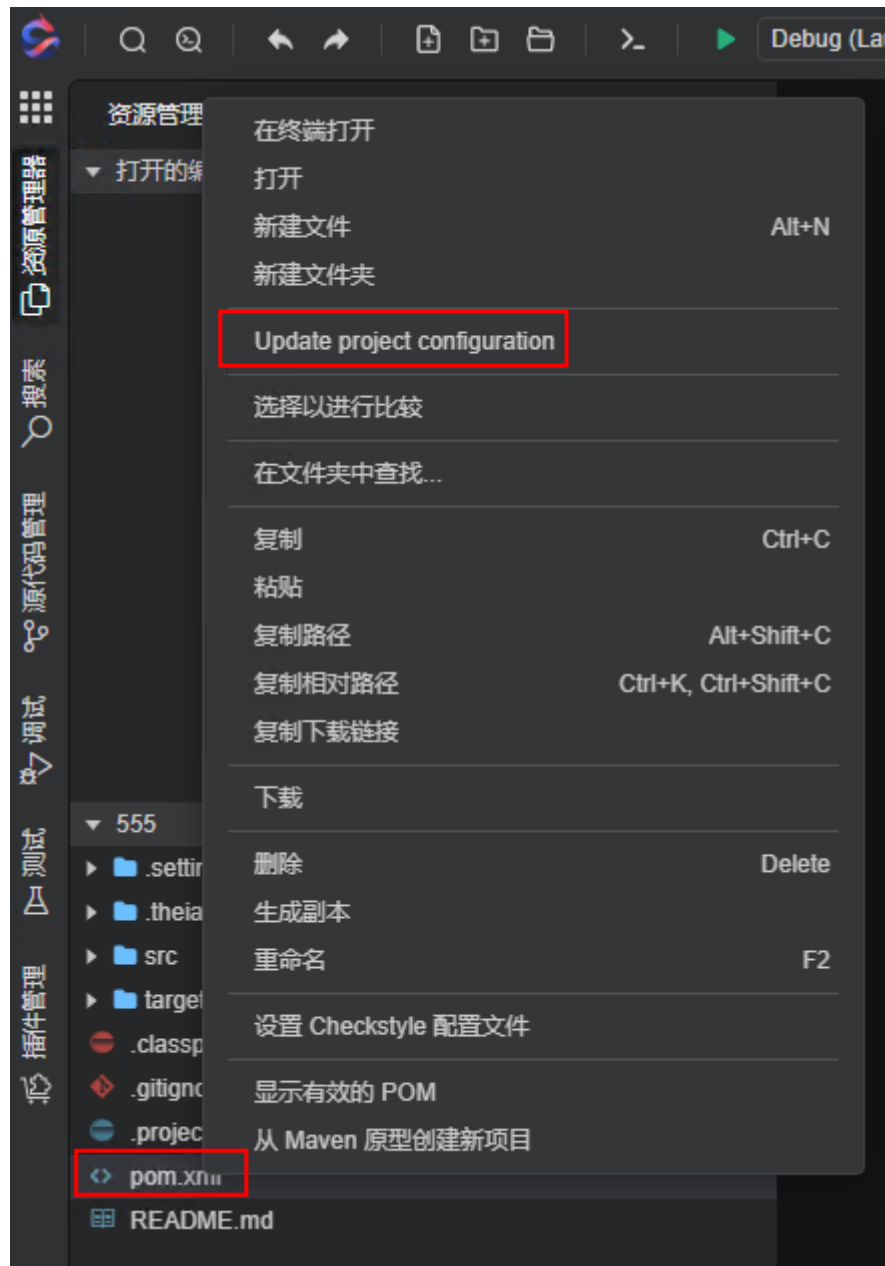 Debug (La
资源管理
打开的编
资源管理器
搜索
源代码管理
调试
测试
插件管理
在终端打开
打开
新建文件 Alt+N
新建文件夹
Update project configuration
选择以进行比较
在文件夹中查找...
复制 Ctrl+C
粘贴
复制路径 Alt+Shift+C
复制相对路径 Ctrl+K, Ctrl+Shift+C
复制下载链接
下载
删除 Delete
生成副本
重命名 F2
设置 Checkstyle 配置文件
显示有效的 POM
从 Maven 原型创建新项目
555
.settin
.theia
src
target
.classp
.gitigno
.projec
pom.xml
README.md